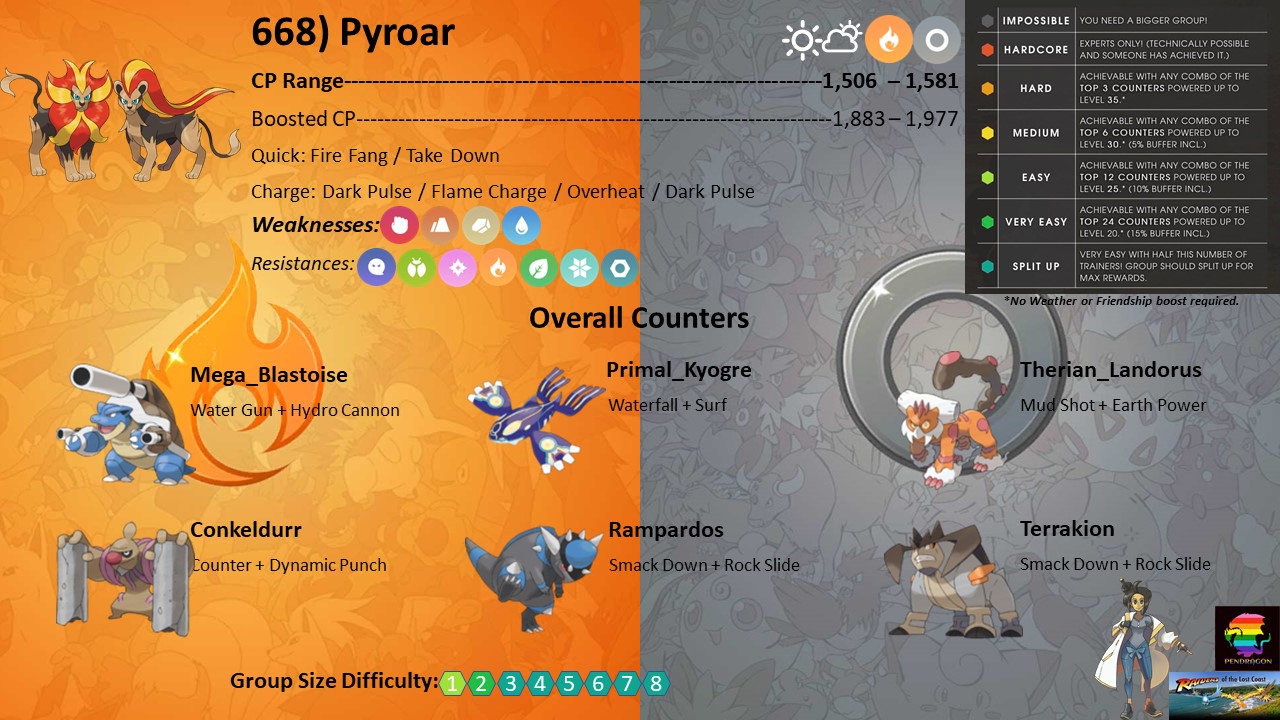 668) Pyroar
CP Range--------------------------------------------------------------------1,506 – 1,581
Boosted CP--------------------------------------------------------------------1,883 – 1,977
Quick: Fire Fang / Take Down
Charge: Dark Pulse / Flame Charge / Overheat / Dark Pulse
Weaknesses:
Resistances:
IMPOSSIBLE YOU NEED A BIGGER GROUP!
HARDCORE EXPERTS ONLY! (TECHNICALLY POSSIBLE
AND SOMEONE HAS ACHIEVED IT.)
HARD ACHIEVABLE WITH ANY COMBO OF THE
TOP 3 COUNTERS POWERED UP TO
LEVEL 35.*
MEDIUM ACHIEVABLE WITH ANY COMBO OF THE
TOP 6 COUNTERS POWERED UP TO
LEVEL 30.* (5% BUFFER INCL.)
EASY ACHIEVABLE WITH ANY COMBO OF THE
TOP 12 COUNTERS POWERED UP TO
LEVEL 25.* (10% BUFFER INCL.)
VERY EASY ACHIEVABLE WITH ANY COMBO OF THE
TOP 24 COUNTERS POWERED UP TO
LEVEL 20.* (15% BUFFER INCL.)
SPLIT UP VERY EASY WITH HALF THIS NUMBER OF
TRAINERS! GROUP SHOULD SPLIT UP FOR
MAX REWARDS.
*No Weather or Friendship boost required.
Overall Counters
Mega_Blastoise
Water Gun + Hydro Cannon
Primal_Kyogre
Waterfall + Surf
Therian_Landorus
Mud Shot + Earth Power
Conkeldurr
Counter + Dynamic Punch
Rampardos
Smack Down + Rock Slide
Terrakion
Smack Down + Rock Slide
Group Size Difficulty: 1 2 3 4 5 6 7 8
PENDRAGON
RAIDERS of the Lost Coast